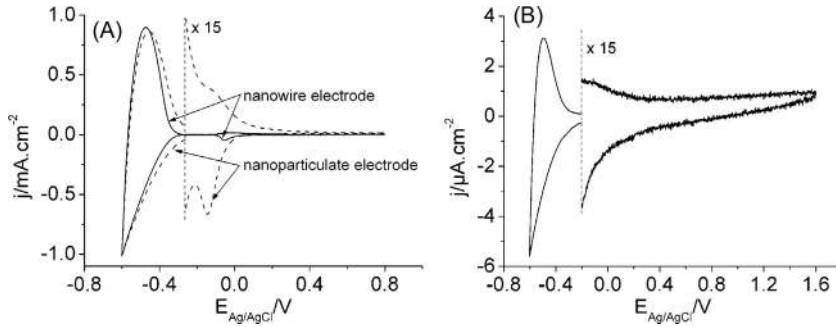 (A)
x 15
nanowire electrode
nanoparticulate electrode
j/mA.cm-2
1.0
0.5
0.0
-0.5
-1.0
-0.8 -0.4 0.0 0.4 0.8
E Ag/AgCl/V
(B)
x 15
j/µA.cm-2
4
2
0
-2
-4
-6
-0.8 -0.4 0.0 0.4 0.8 1.2 1.6
E Ag/AgCl/V